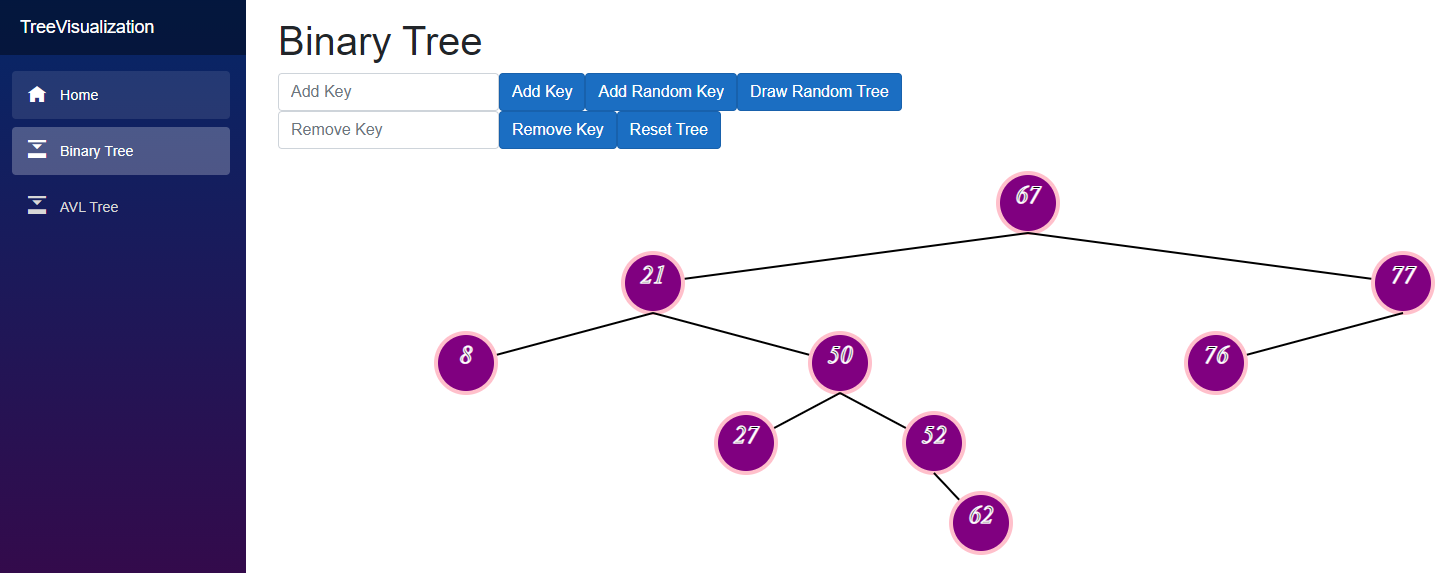 TreeVisualization
Home
Binary Tree
AVL Tree
Binary Tree
Add Key Add Key Add Random Key Draw Random Tree
Remove Key Remove Key Reset Tree
67
21 77
8 50 76
27 52
62